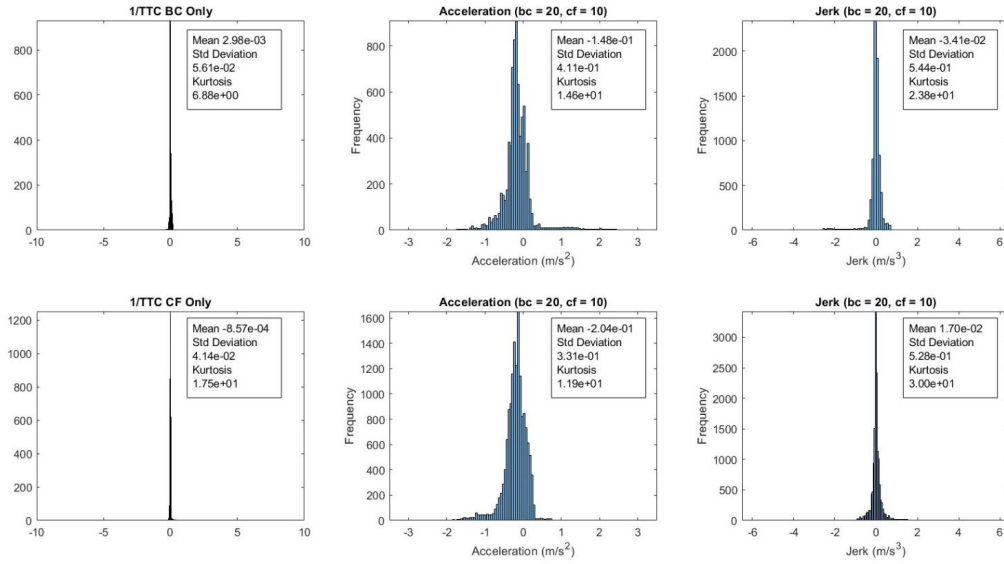 1/TTC BC Only
800
600
400
200
0
-10
-5
0
5
10
Mean 2.98e-03
Std Deviation
5.61e-02
Kurtosis
6.88e+00
Acceleration (bc = 20, cf = 10)
Frequency
800
600
400
200
0
-3
-2
-1
0
1
2
3
Acceleration (m/s²)
Mean -1.48e-01
Std Deviation
4.11e-01
Kurtosis
1.46e+01
Jerk (bc = 20, cf = 10)
2000
1500
1000
500
0
-6
-4
-2
0
2
4
6
Jerk (m/s³)
Mean -3.41e-02
Std Deviation
5.44e-01
Kurtosis
2.38e+01
1/TTC CF Only
1200
1000
800
600
400
200
0
-10
-5
0
5
10
Mean -8.57e-04
Std Deviation
4.14e-02
Kurtosis
1.75e+01
Acceleration (bc = 20, cf = 10)
Frequency
1600
1400
1200
1000
800
600
400
200
0
-3
-2
-1
0
1
2
3
Acceleration (m/s²)
Mean -2.04e-01
Std Deviation
3.31e-01
Kurtosis
1.19e+01
Jerk (bc = 20, cf = 10)
3000
2500
2000
1500
1000
500
0
-6
-4
-2
0
2
4
6
Jerk (m/s³)
Mean 1.70e-02
Std Deviation
5.28e-01
Kurtosis
3.00e+01